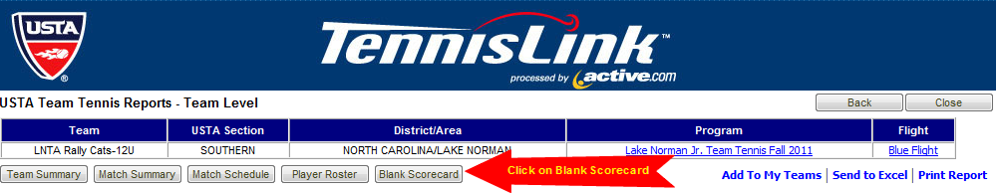 USTA
TennisLink™
processed by active.com
USTA Team Tennis Reports - Team Level
Back Close
Team USTA Section District/Area Program Flight
LNTA Rally Cats-12U SOUTHERN NORTH CAROLINA/LAKE NORMAN Lake Norman Jr. Team Tennis Fall 2011 Blue Flight
Team Summary Match Summary Match Schedule Player Roster Blank Scorecard Click on Blank Scorecard
Add To My Teams | Send to Excel | Print Report